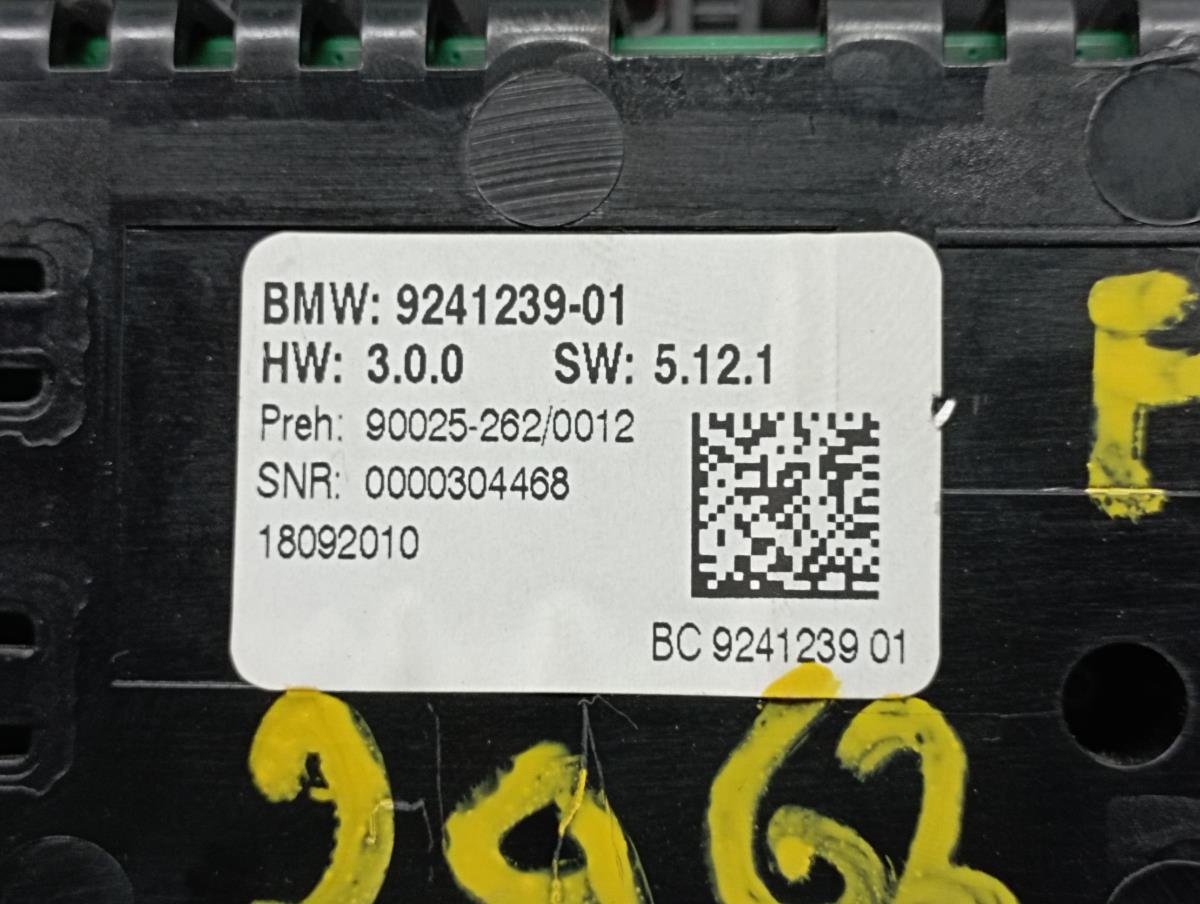 BMW: 9241239-01
HW: 3.0.0 SW: 5.12.1
Preh: 90025-262/0012
SNR: 0000304468
18092010
BC 9241239 01